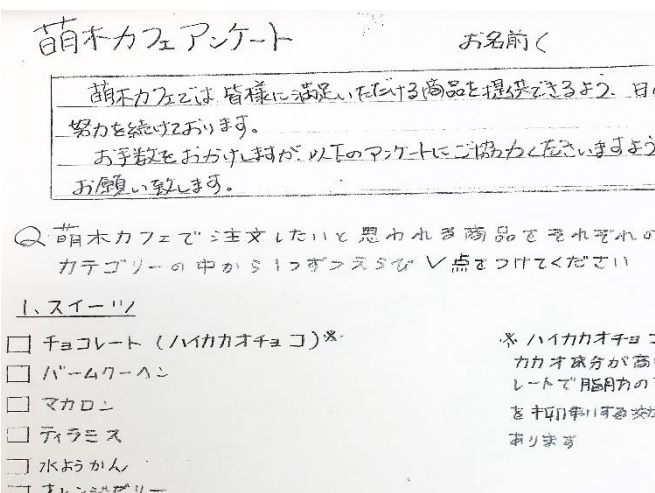 萌木カフェアンケート
お名前(
萌木カフェでは皆様に満足いただける商品を提供できるよう、日
努力を続けております。
お手数をおかけしますが、以下のアンケートにご協力くださいますよう
お願い致します。
Q 萌木カフェで注文したいと思われる商品をそれぞれの
カテゴリーの中から1つずつえらび✓点をつけてください
1、スイーツ
□ チョコレート(ハイカカオチョコ)※
□ バームクーヘン
□ マカロン
□ ティラミス
□ 水ようかん
□ オレンジゼリー
※ ハイカカオチョコ
カカオ成分が高
レートで脂肪の
を抑制する効
あります